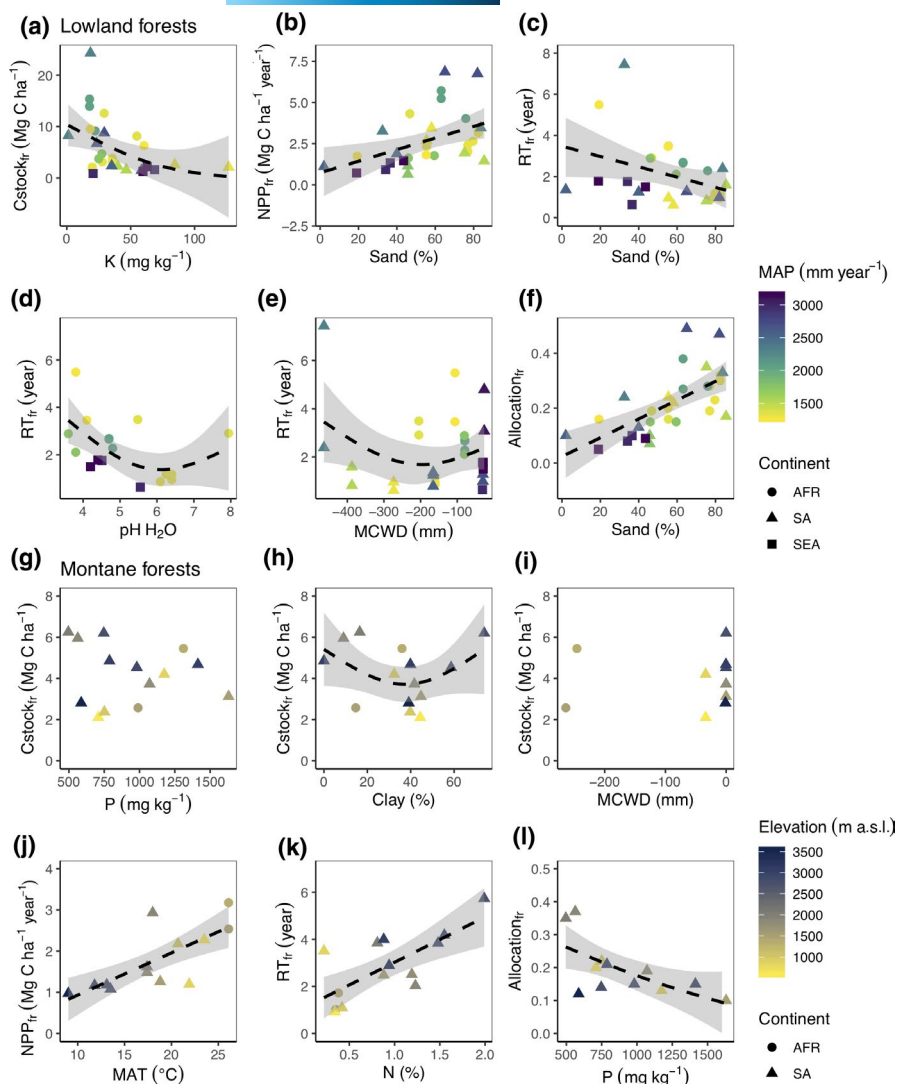 (a) Lowland forests (b) (c)
Cstock_fr (Mg C ha⁻¹)
20
10
0
0 50 100
K (mg kg⁻¹)
NPP_fr (Mg C ha⁻¹ year⁻¹)
7.5
5.0
2.5
0.0
−2.5
0 20 40 60 80
Sand (%)
RT_fr (year)
8
6
4
2
0
0 20 40 60 80
Sand (%)
(d) (e) (f)
RT_fr (year)
6
4
2
4 5 6 7 8
pH H₂O
RT_fr (year)
6
4
2
−400 −300 −200 −100
MCWD (mm)
Allocation_fr
0.4
0.2
0.0
0 20 40 60 80
Sand (%)
MAP (mm year⁻¹)
3000
2500
2000
1500
Continent
AFR
SA
SEA
(g) Montane forests (h) (i)
Cstock_fr (Mg C ha⁻¹)
8
6
4
2
0
500 750 1000 1250 1500
P (mg kg⁻¹)
Cstock_fr (Mg C ha⁻¹)
8
6
4
2
0
0 20 40 60
Clay (%)
Cstock_fr (Mg C ha⁻¹)
8
6
4
2
0
−200 −100 0
MCWD (mm)
(j) (k) (l)
NPP_fr (Mg C ha⁻¹ year⁻¹)
4
3
2
1
0
10 15 20 25
MAT (°C)
RT_fr (year)
6
4
2
0
0.5 1.0 1.5 2.0
N (%)
Allocation_fr
0.5
0.4
0.3
0.2
0.1
0.0
500 750 1000 1250 1500
P (mg kg⁻¹)
Elevation (m a.s.l.)
3500
3000
2500
2000
1500
1000
Continent
AFR
SA